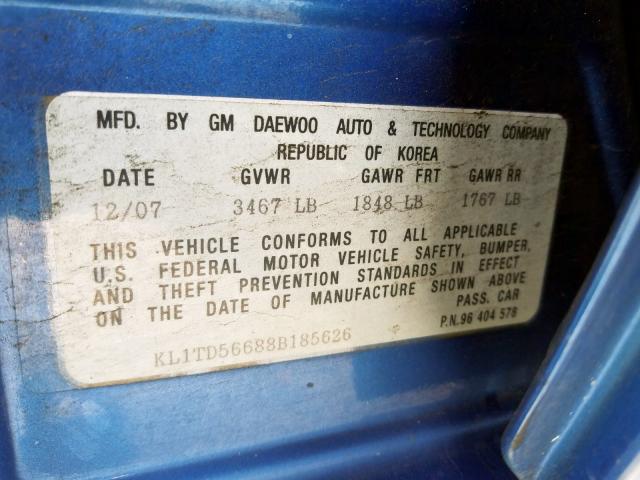 MFD. BY GM DAEWOO AUTO & TECHNOLOGY COMPANY
REPUBLIC OF KOREA
DATE GVWR GAWR FRT GAWR RR
12/07 3467 LB 1848 LB 1767 LB
THIS VEHICLE CONFORMS TO ALL APPLICABLE
U.S. FEDERAL MOTOR VEHICLE SAFETY, BUMPER,
AND THEFT PREVENTION STANDARDS IN EFFECT
ON THE DATE OF MANUFACTURE SHOWN ABOVE
PASS. CAR
P.N.96 404 578
KL1TD56688B185626